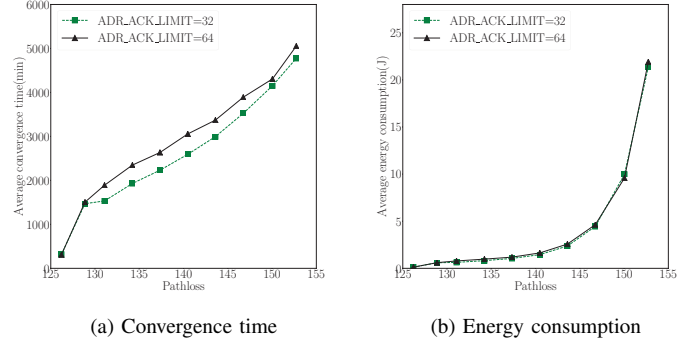 ADR_ACK_LIMIT=32
ADR_ACK_LIMIT=64
Average convergence time(min)
6000
5000
4000
3000
2000
1000
0
125 130 135 140 145 150 155
Pathloss
(a) Convergence time
ADR_ACK_LIMIT=32
ADR_ACK_LIMIT=64
Average energy consumption(J)
25
20
15
10
5
0
125 130 135 140 145 150 155
Pathloss
(b) Energy consumption